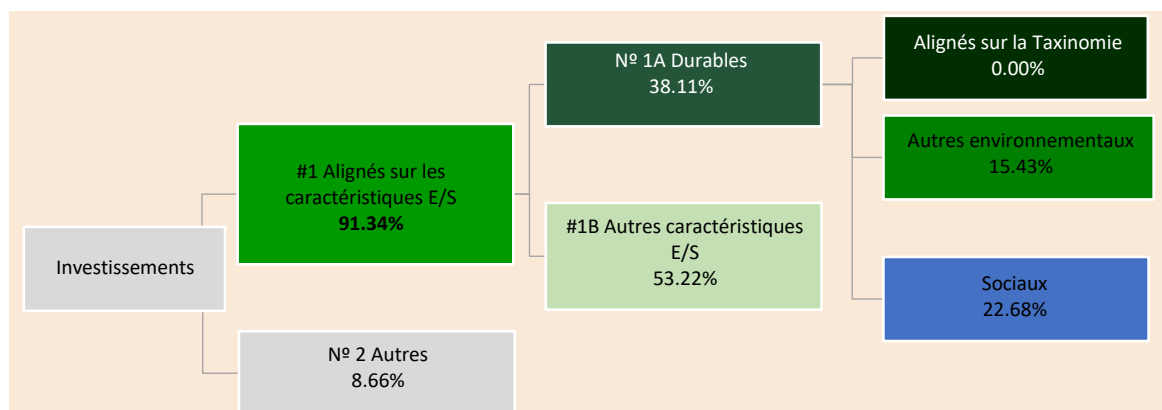 Investissements
#1 Alignés sur les
caractéristiques E/S
91.34%
Nº 2 Autres
8.66%
Nº 1A Durables
38.11%
#1B Autres caractéristiques
E/S
53.22%
Alignés sur la Taxinomie
0.00%
Autres environnementaux
15.43%
Sociaux
22.68%